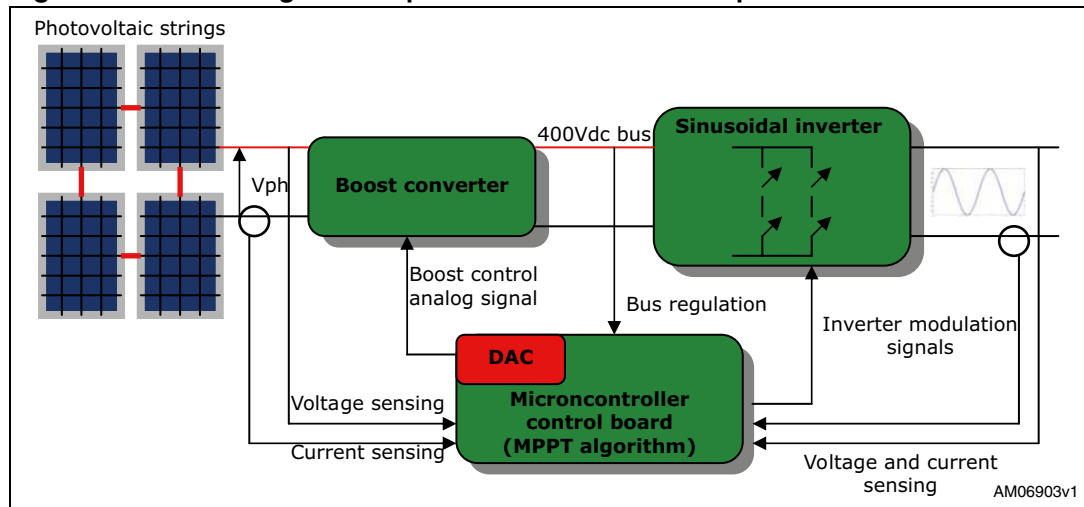 Photovoltaic strings
Vph
Boost converter
400Vdc bus
Sinusoidal inverter
Boost control
analog signal
Bus regulation
Inverter modulation
signals
DAC
Microncontroller
control board
(MPPT algorithm)
Voltage sensing
Current sensing
Voltage and current
sensing
AM06903v1